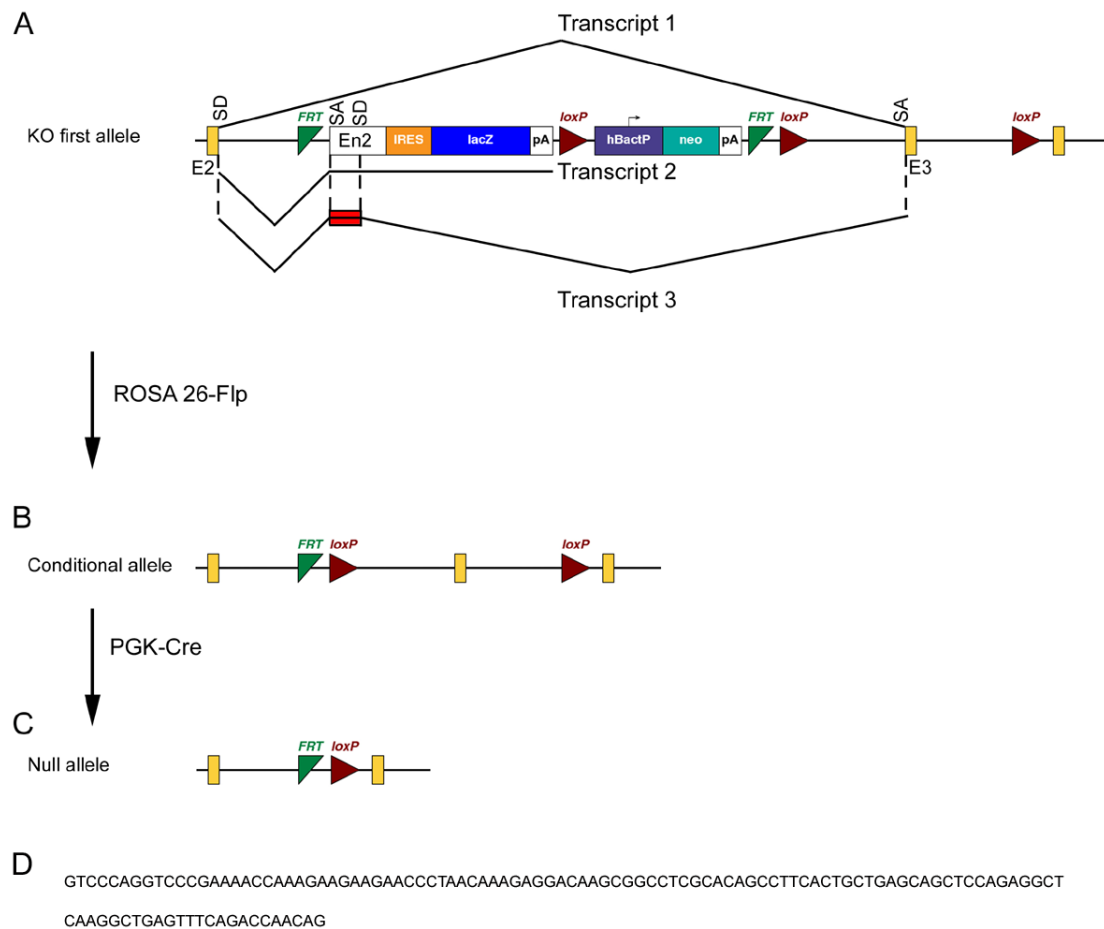 A
Transcript 1
SD
FRT
SA
SD
loxP
FRT
loxP
SA
loxP
KO first allele
En2
IRES
lacZ
pA
hBactP
neo
pA
E2
Transcript 2
E3
Transcript 3
ROSA 26-Flp
B
FRT
loxP
loxP
Conditional allele
PGK-Cre
C
FRT
loxP
Null allele
D
GTCCCAGGTCCCGAAAACCAAAGAAGAAGAACCCTAACAAAGAGGACAAGCGGCCTCGCACAGCCTTCACTGCTGAGCAGCTCCAGAGGCT
CAAGGCTGAGTTTCAGACCAACAG